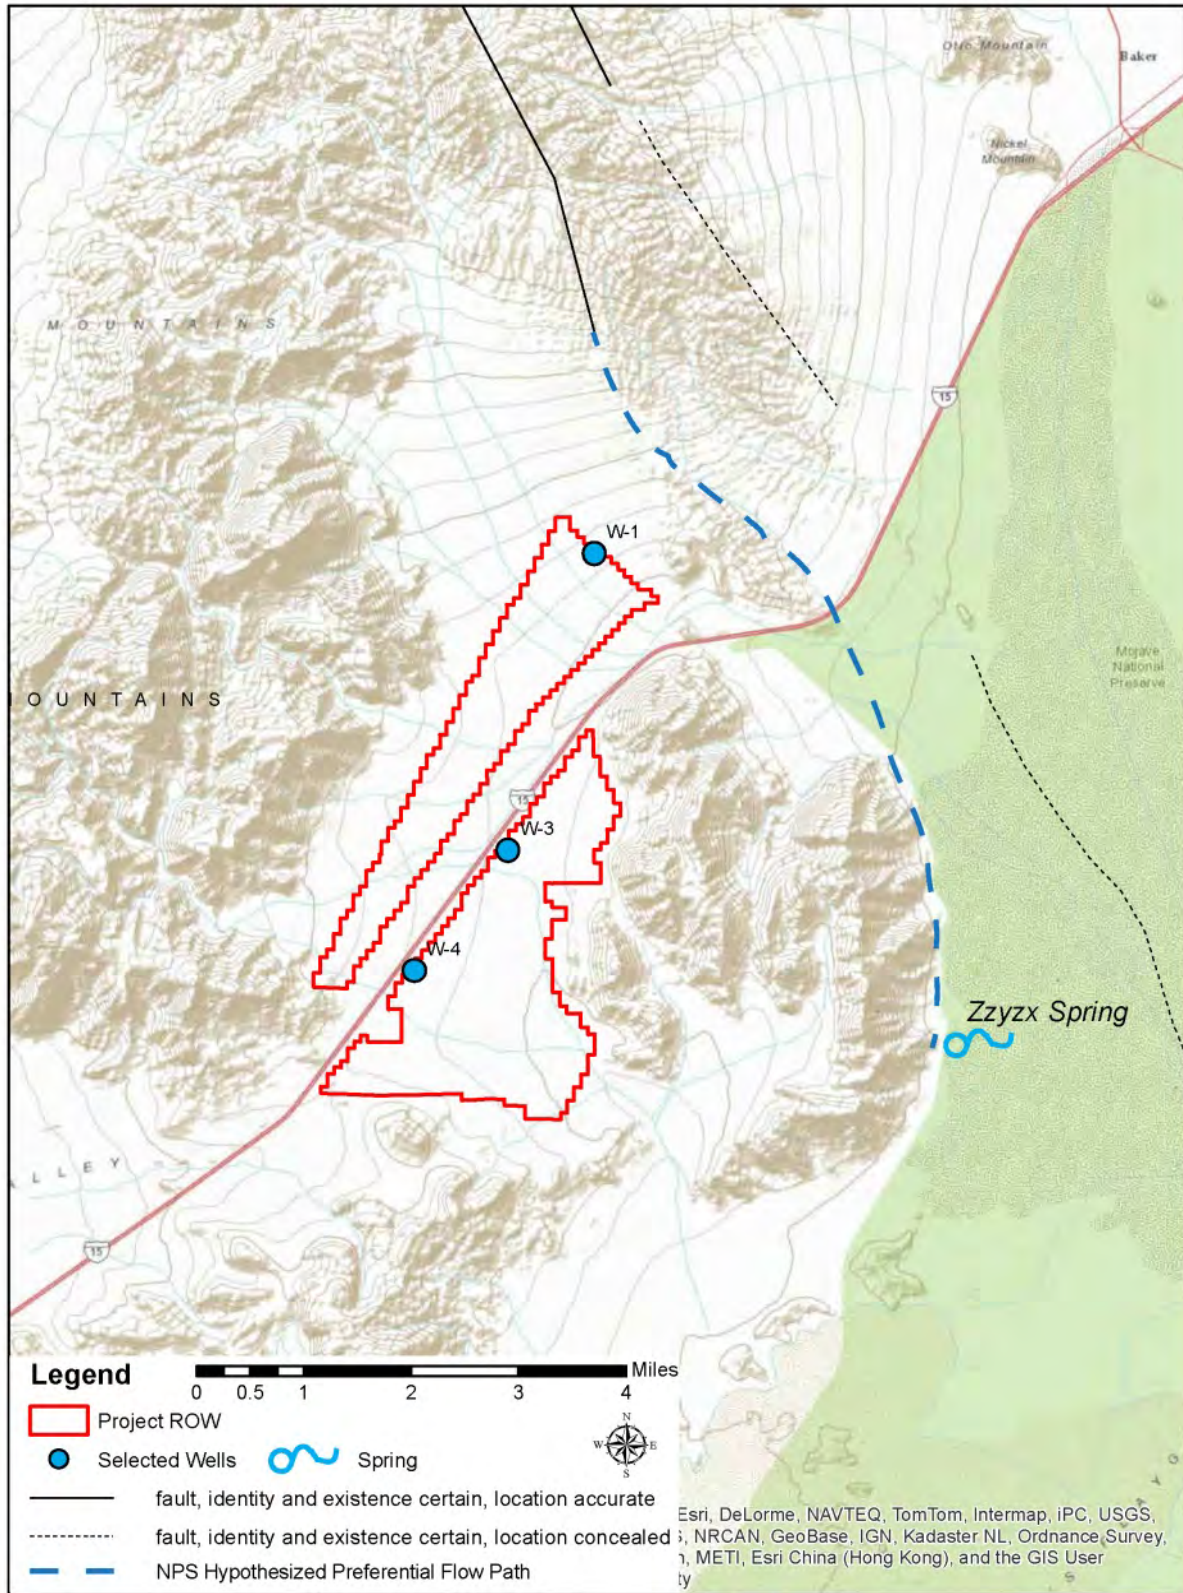 Otto Mountain
Baker
Nickel
Mountain
M O U N T A I N S
15
W-1
Mojave
National
Preserve
O U N T A I N S
15
W-3
W-4
Zzyzx Spring
A L L E Y
15
Legend
Miles
0 0.5 1 2 3 4
Project ROW
N
W E
S
Selected Wells Spring
fault, identity and existence certain, location accurate
Esri, DeLorme, NAVTEQ, TomTom, Intermap, iPC, USGS,
fault, identity and existence certain, location concealed
S, NRCAN, GeoBase, IGN, Kadaster NL, Ordnance Survey,
n, METI, Esri China (Hong Kong), and the GIS User
NPS Hypothesized Preferential Flow Path
ty